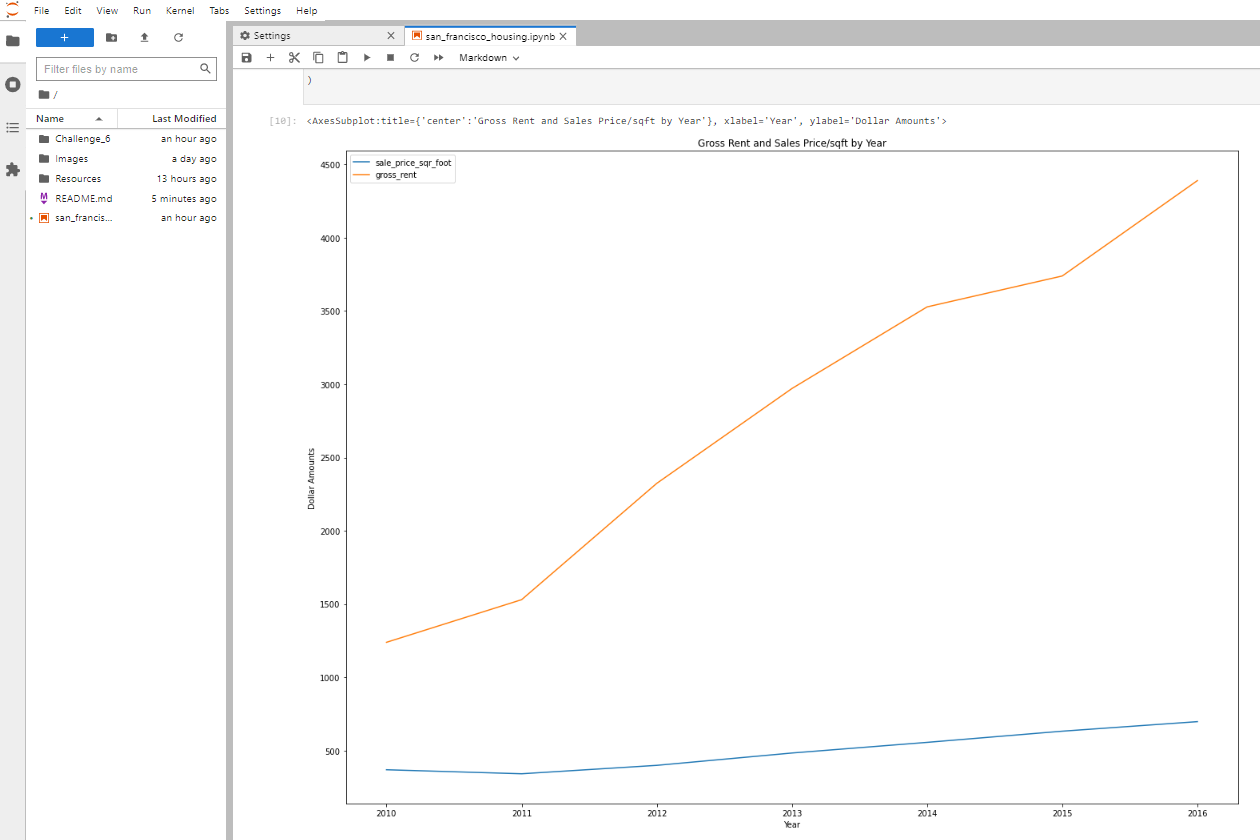 File Edit View Run Kernel Tabs Settings Help
+
Filter files by name
/
Name Last Modified
Challenge_6 an hour ago
Images a day ago
Resources 13 hours ago
README.md 5 minutes ago
san_francis... an hour ago
Settings
san_francisco_housing.ipynb
Markdown
)
[10]: <AxesSubplot:title={'center':'Gross Rent and Sales Price/sqft by Year'}, xlabel='Year', ylabel='Dollar Amounts'>
Gross Rent and Sales Price/sqft by Year
sale_price_sqr_foot
gross_rent
4500
4000
3500
3000
2500
2000
1500
1000
500
Dollar Amounts
2010 2011 2012 2013 2014 2015 2016
Year